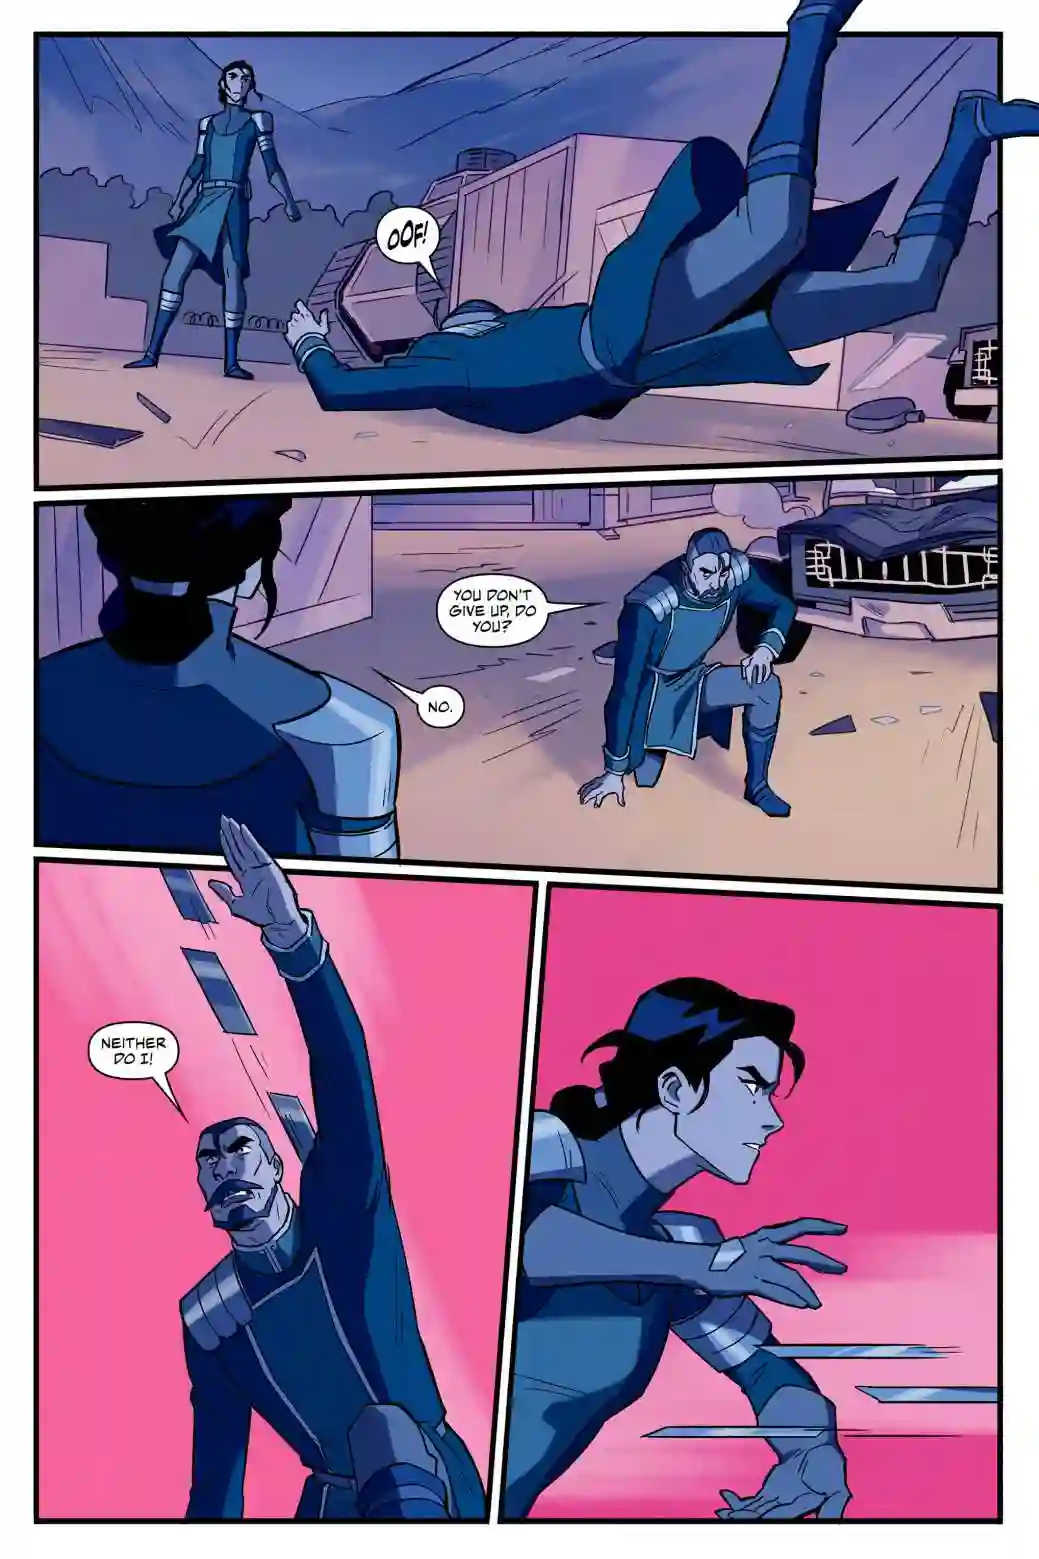 OOF!
YOU DON'T
GIVE UP, DO
YOU?
NO.
NEITHER
DO I!